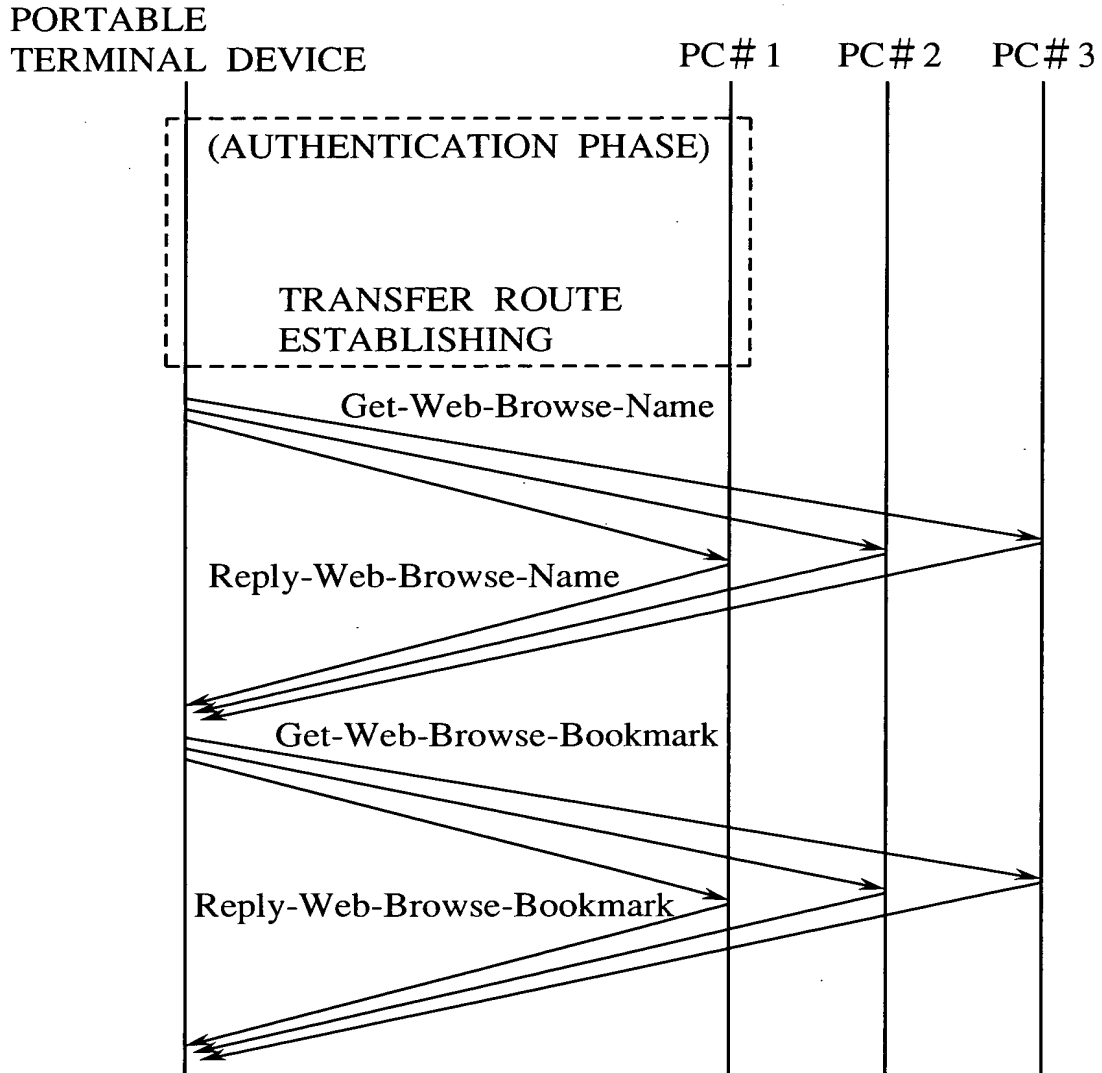 PORTABLE
TERMINAL DEVICE
PC#1 PC#2 PC#3
(AUTHENTICATION PHASE)
TRANSFER ROUTE
ESTABLISHING
Get-Web-Browse-Name
Reply-Web-Browse-Name
Get-Web-Browse-Bookmark
Reply-Web-Browse-Bookmark